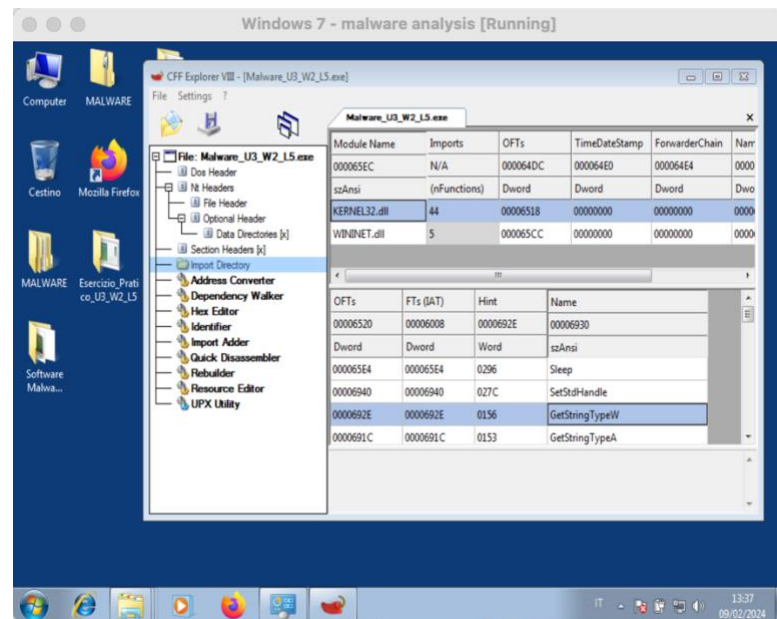 Windows 7 - malware analysis [Running]
Computer
MALWARE
Cestino
Mozilla Firefox
MALWARE
Esercizio_Prati
co_U3_W2_L5
Software
Malwa...
CFF Explorer VIII - [Malware_U3_W2_L5.exe]
File Settings ?
Malware_U3_W2_L5.exe
File: Malware_U3_W2_L5.exe
Dos Header
Nt Headers
File Header
Optional Header
Data Directories [x]
Section Headers [x]
Import Directory
Address Converter
Dependency Walker
Hex Editor
Identifier
Import Adder
Quick Disassembler
Rebuilder
Resource Editor
UPX Utility
Module Name Imports OFTs TimeDateStamp ForwarderChain Nam
000065EC N/A 000064DC 000064E0 000064E4 0000
szAnsi (nFunctions) Dword Dword Dword Dwo
KERNEL32.dll 44 00006518 00000000 00000000 0000
WININET.dll 5 000065CC 00000000 00000000 0000
OFTs FTs (IAT) Hint Name
00006520 00006008 0000692E 00006930
Dword Dword Word szAnsi
000065E4 000065E4 0296 Sleep
00006940 00006940 027C SetStdHandle
0000692E 0000692E 0156 GetStringTypeW
0000691C 0000691C 0153 GetStringTypeA
IT
13:37
09/02/2024